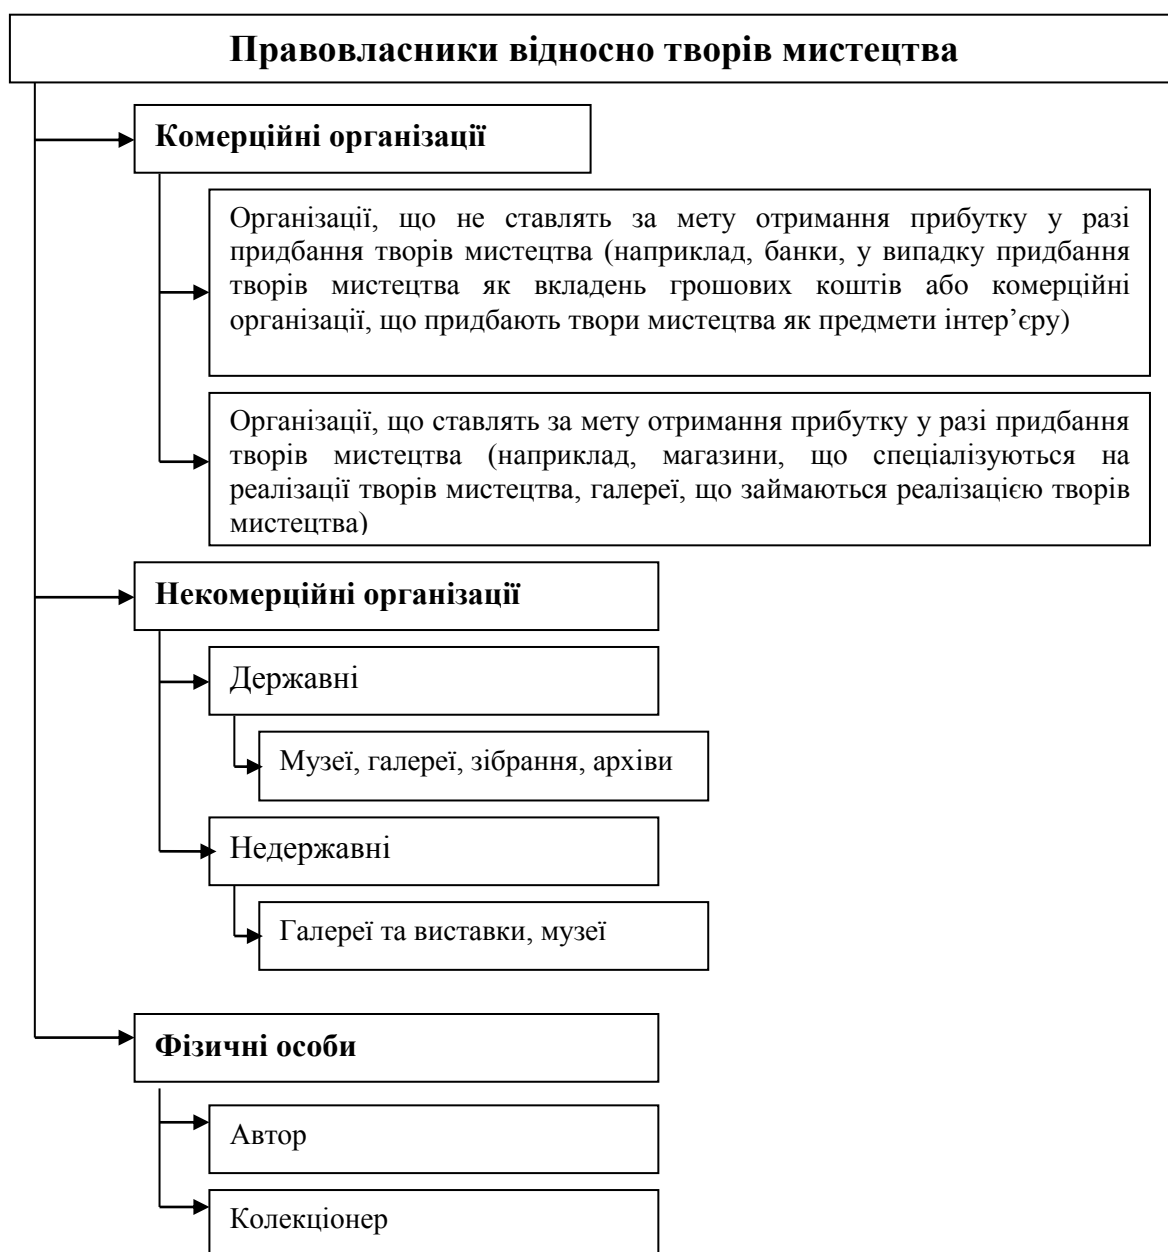 Правовласники відносно творів мистецтва
Комерційні організації
Організації, що не ставлять за мету отримання прибутку у разі
придбання творів мистецтва (наприклад, банки, у випадку придбання
творів мистецтва як вкладень грошових коштів або комерційні
організації, що придбають твори мистецтва як предмети інтер’єру)
Організації, що ставлять за мету отримання прибутку у разі придбання
творів мистецтва (наприклад, магазини, що спеціалізуються на
реалізації творів мистецтва, галереї, що займаються реалізацією творів
мистецтва)
Некомерційні організації
Державні
Музеї, галереї, зібрання, архіви
Недержавні
Галереї та виставки, музеї
Фізичні особи
Автор
Колекціонер